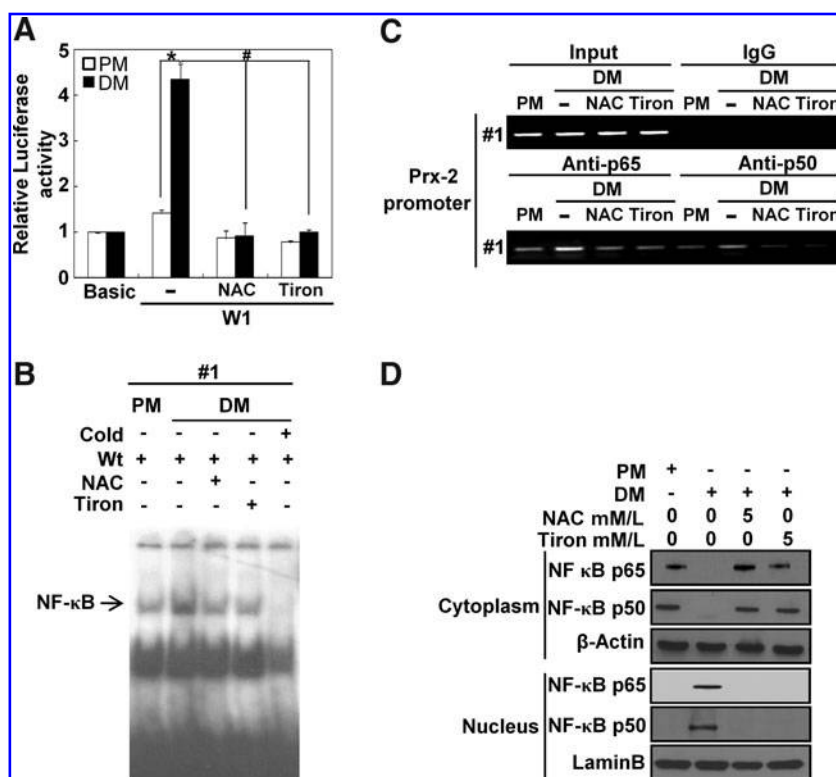 A
Relative Luciferase
activity
5
4
3
2
1
0
PM
DM
*
#
Basic
-
NAC
Tiron
W1
B
#1
PM DM
Cold - - - - +
Wt + + + + +
NAC - - + -
Tiron - - - +
NF-κB →
C
Input IgG
DM DM
PM - NAC Tiron PM - NAC Tiron
#1
Prx-2
promoter
Anti-p65 Anti-p50
DM DM
PM - NAC Tiron PM - NAC Tiron
#1
D
PM + - - -
DM - + + +
NAC mM/L 0 0 5 0
Tiron mM/L 0 0 0 5
Cytoplasm
NF κB p65
NF-κB p50
β-Actin
Nucleus
NF-κB p65
NF-κB p50
LaminB